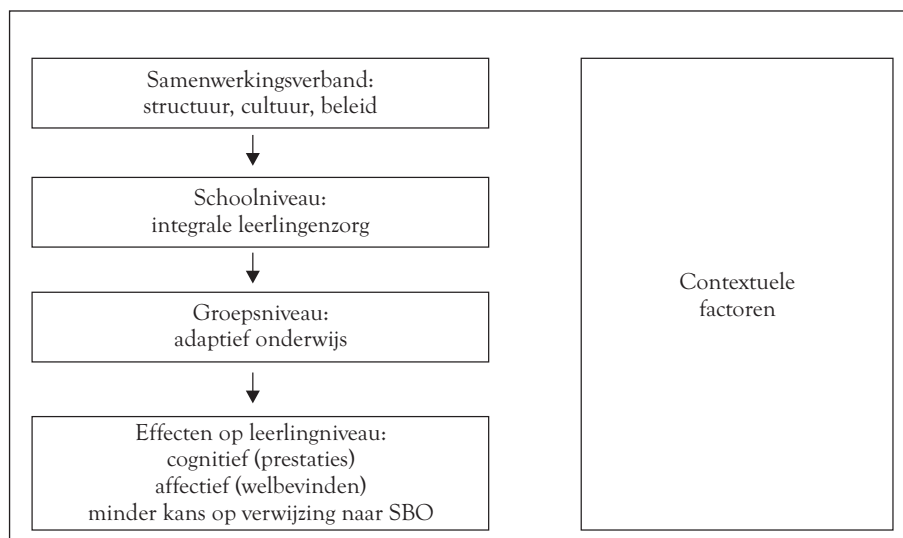 Samenwerkingsverband:
structuur, cultuur, beleid
Schoolniveau:
integrale leerlingenzorg
Groepsniveau:
adaptief onderwijs
Effecten op leerlingniveau:
cognitief (prestaties)
affectief (welbevinden)
minder kans op verwijzing naar SBO
Contextuele
factoren